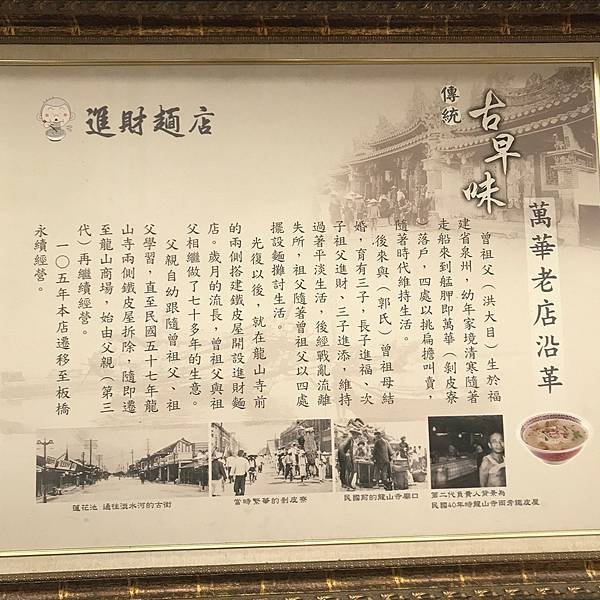 進財麵店
傳統
古早味
萬華老店沿革
曾祖父（洪大目）生於福
建省泉州，幼年家境清寒隨著
走船來到艋胛即萬華（剝皮寮
）落戶，四處以挑扁擔叫賣，
隨著時代維持生活。
後來與（郭氏）曾祖母結
婚，育有三子，長子進福、次
子祖父進財、三子進添，維持
過著平淡生活，後經戰亂流離
失所，祖父隨著曾祖父以四處
擺設麵攤討生活。
光復以後，就在龍山寺前
的兩側搭建鐵皮屋開設進財麵
店。歲月的流長，曾祖父與祖
父相繼做了七十多年的生意。
父親自幼跟隨曾祖父、祖
父學習，直至民國五十七年龍
山寺兩側鐵皮屋拆除，隨即遷
至龍山商場，始由父親（第三
代）再繼續經營。
一〇五年本店遷移至板橋
永續經營。
蓮花池 通往淡水河的古街
當時繁華的剝皮寮
民國前的龍山寺廟口
第二代負責人背景為
民國40年時龍山寺兩旁鐵皮屋